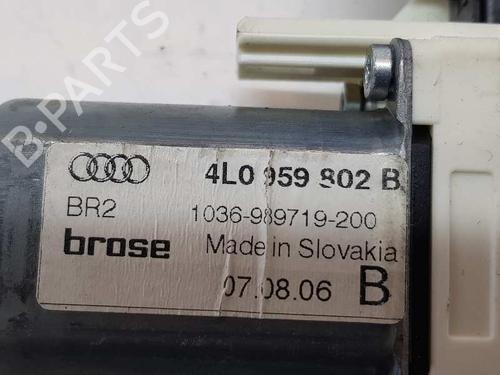 B-PARTS
4L0 959 802 B
BR2 1036-989719-200
brose Made in Slovakia
07.08.06 B